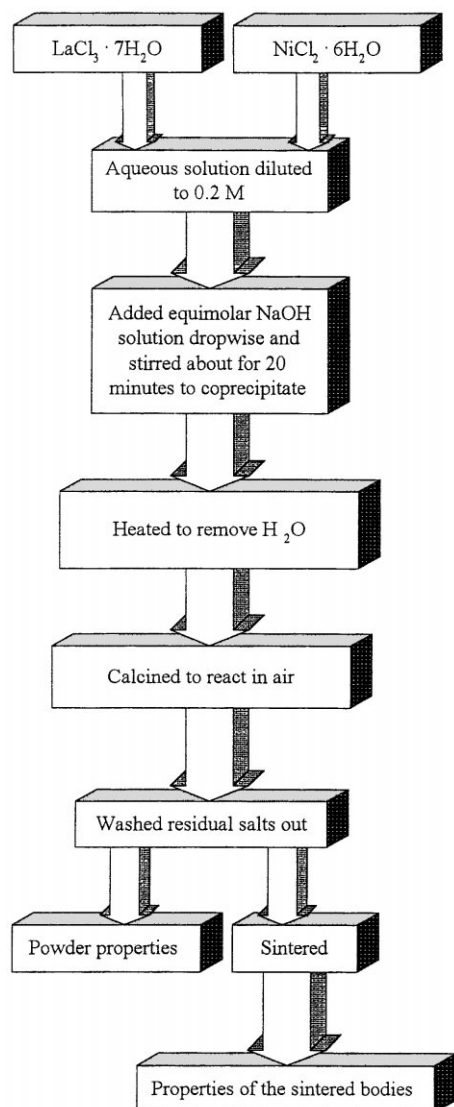 LaCl₃ · 7H₂O
NiCl₂ · 6H₂O
Aqueous solution diluted
to 0.2 M
Added equimolar NaOH
solution dropwise and
stirred about for 20
minutes to coprecipitate
Heated to remove H ₂O
Calcined to react in air
Washed residual salts out
Powder properties
Sintered
Properties of the sintered bodies